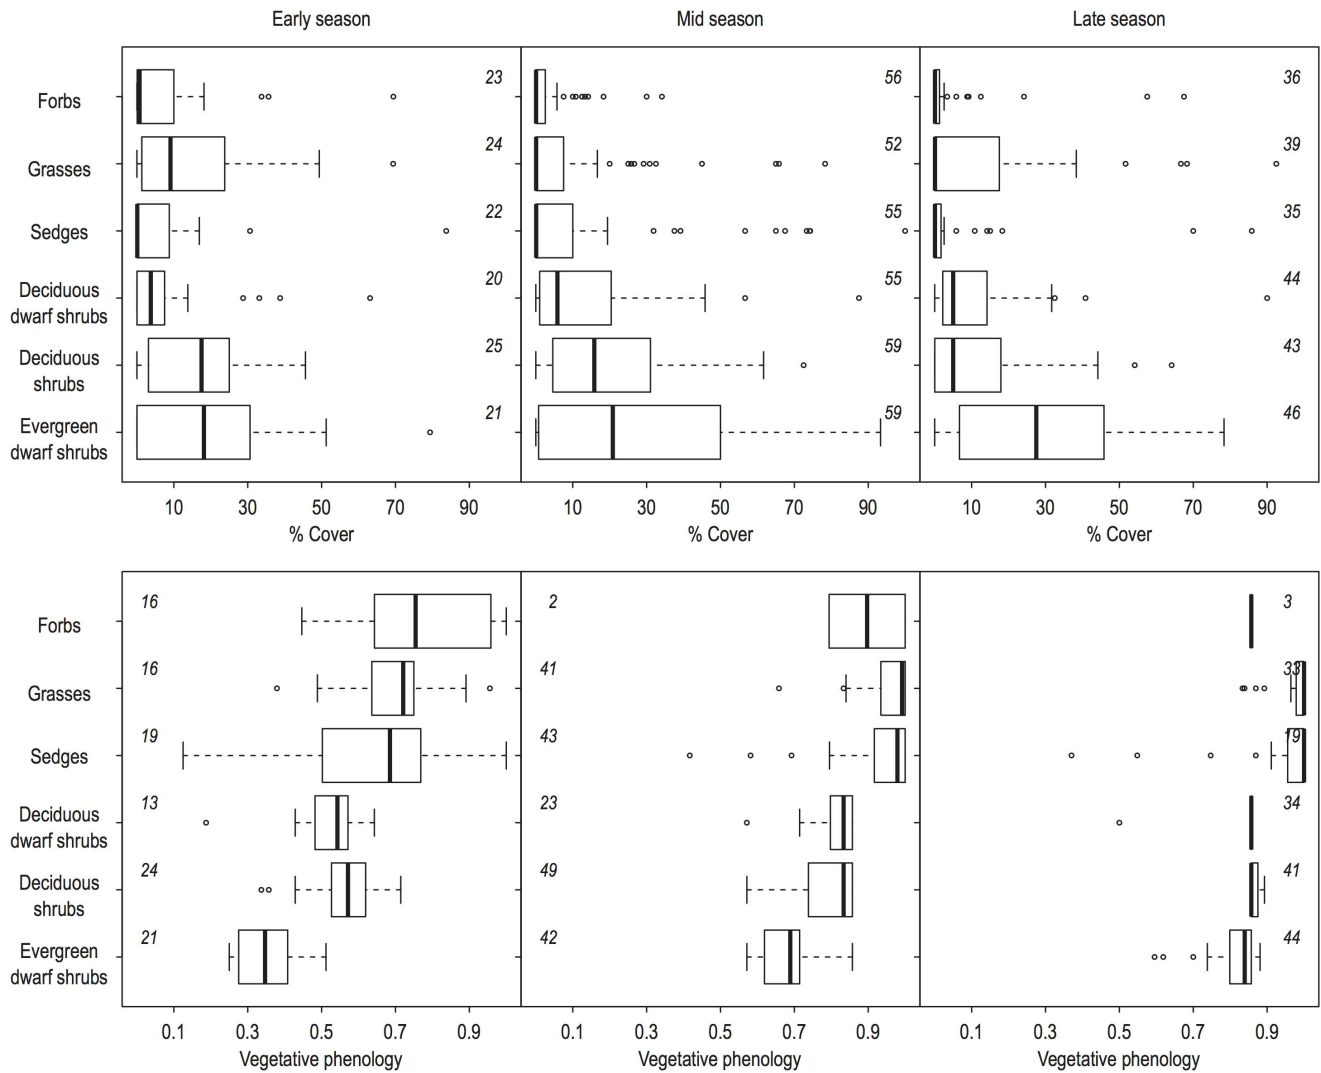 Early season Mid season Late season
Forbs 23 56 36
Grasses 24 52 39
Sedges 22 55 35
Deciduous
dwarf shrubs 20 55 44
Deciduous
shrubs 25 59 43
Evergreen
dwarf shrubs 21 59 46
10 30 50 70 90 10 30 50 70 90 10 30 50 70 90
% Cover % Cover % Cover
Forbs 16 2 3
Grasses 16 41 33
Sedges 19 43 19
Deciduous
dwarf shrubs 13 23 34
Deciduous
shrubs 24 49 41
Evergreen
dwarf shrubs 21 42 44
0.1 0.3 0.5 0.7 0.9 0.1 0.3 0.5 0.7 0.9 0.1 0.3 0.5 0.7 0.9
Vegetative phenology Vegetative phenology Vegetative phenology